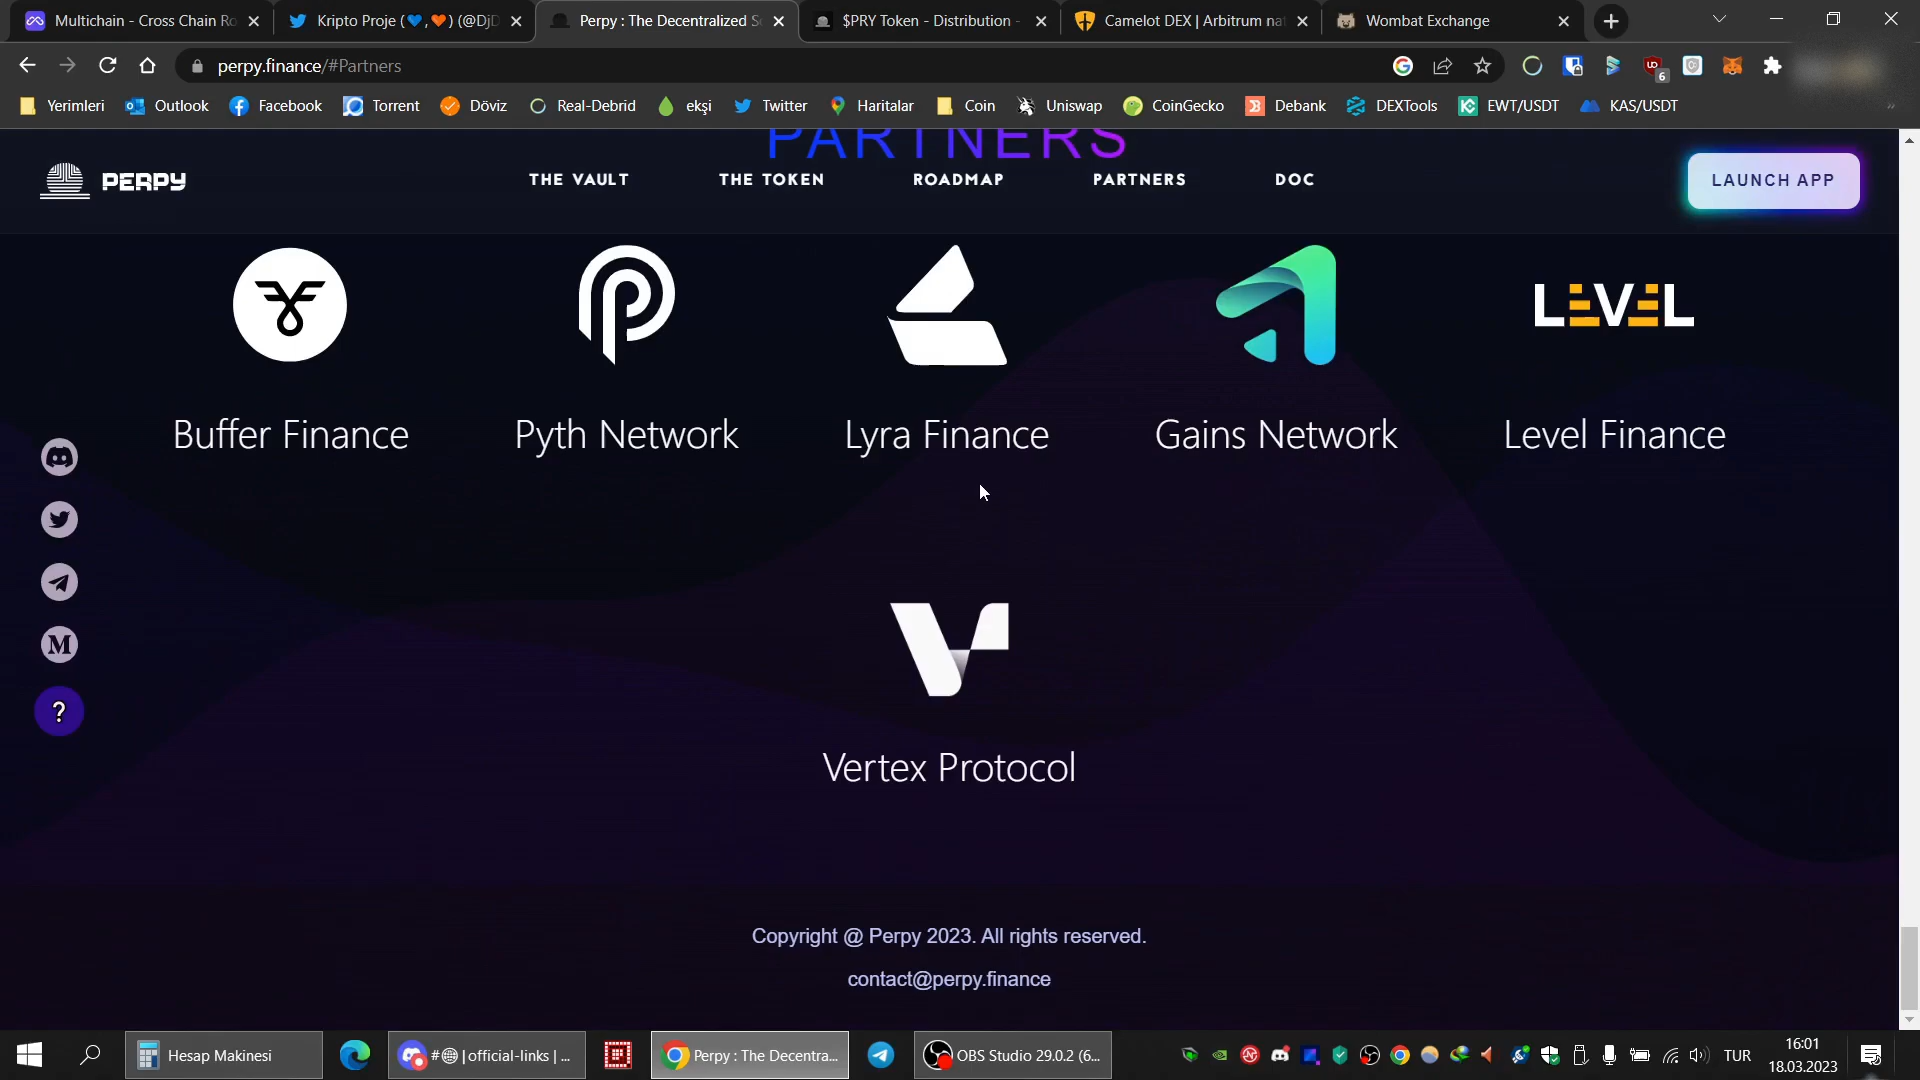 Multichain - Cross Chain Ro
Kripto Proje (💙,🧡) (@DjD
Perpy : The Decentralized S
$PRY Token - Distribution -
Camelot DEX | Arbitrum na
Wombat Exchange
perpy.finance/#Partners
6
Yerimleri
Outlook
Facebook
Torrent
Döviz
Real-Debrid
ekşi
Twitter
Haritalar
Coin
Uniswap
CoinGecko
Debank
DEXTools
EWT/USDT
KAS/USDT
PARTNERS
PERPY
THE VAULT
THE TOKEN
ROADMAP
PARTNERS
DOC
LAUNCH APP
LEVEL
Buffer Finance
Pyth Network
Lyra Finance
Gains Network
Level Finance
?
Vertex Protocol
Copyright @ Perpy 2023. All rights reserved.
contact@perpy.finance
Hesap Makinesi
#🌐 | official-links | ...
Perpy : The Decentra...
OBS Studio 29.0.2 (6...
TUR
16:01
18.03.2023